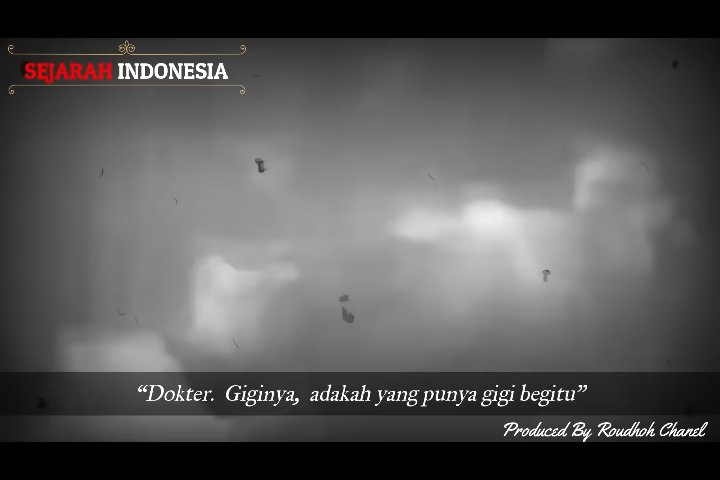 SEJARAH INDONESIA
“Dokter. Giginya, adakah yang punya gigi begitu”
Produced By Roudhoh Chanel